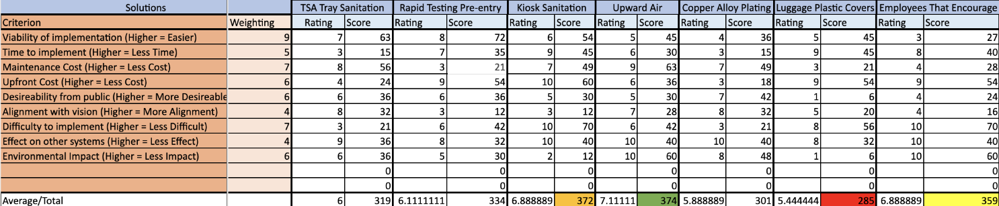 Solutions TSA Tray Sanitation Rapid Testing Pre-entry Kiosk Sanitation Upward Air Copper Alloy Plating Luggage Plastic Covers Employees That Encourage
Criterion Weighting Rating Score Rating Score Rating Score Rating Score Rating Score Rating Score Rating Score
Viability of implementation (Higher = Easier) 9 7 63 8 72 6 54 5 45 4 36 5 45 3 27
Time to implement (Higher = Less Time) 5 3 15 7 35 9 45 6 30 3 15 9 45 8 40
Maintenance Cost (Higher = Less Cost) 7 8 56 3 21 7 49 9 63 7 49 3 21 4 28
Upfront Cost (Higher = Less Cost) 6 4 24 9 54 10 60 6 36 3 18 9 54 9 54
Desireability from public (Higher = More Desireable 6 6 36 6 36 5 30 5 30 7 42 1 6 4 24
Alignment with vision (Higher = More Alignment) 4 8 32 3 12 3 12 7 28 8 32 5 20 4 16
Difficulty to implement (Higher = Less Difficult) 7 3 21 6 42 10 70 6 42 3 21 8 56 10 70
Effect on other systems (Higher = Less Effect) 4 9 36 8 32 10 40 10 40 10 40 8 32 10 40
Environmental Impact (Higher = Less Impact) 6 6 36 5 30 2 12 10 60 8 48 1 6 10 60
0 0 0 0 0 0 0
0 0 0 0 0 0 0
Average/Total 6 319 6.1111111 334 6.888889 372 7.11111 374 5.888889 301 5.444444 285 6.888889 359